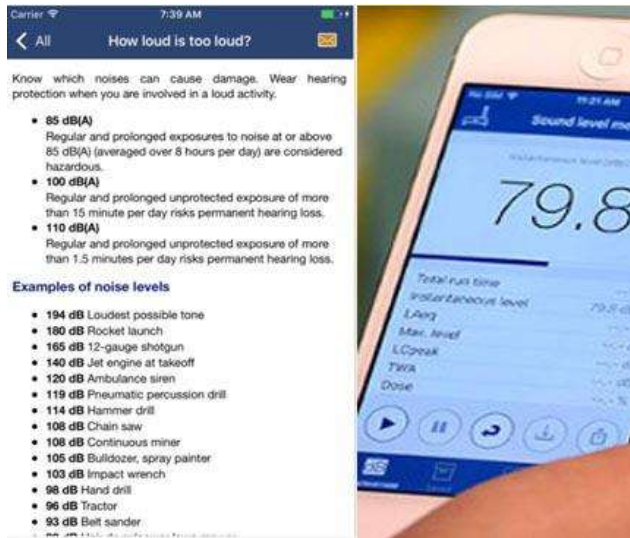 Carrier 7:39 AM
All How loud is too loud?
Know which noises can cause damage. Wear hearing
protection when you are involved in a loud activity.
• 85 dB(A)
Regular and prolonged exposures to noise at or above
85 dB(A) (averaged over 8 hours per day) are considered
hazardous.
• 100 dB(A)
Regular and prolonged unprotected exposure of more
than 15 minute per day risks permanent hearing loss.
• 110 dB(A)
Regular and prolonged unprotected exposure of more
than 1.5 minutes per day risks permanent hearing loss.
Examples of noise levels
• 194 dB Loudest possible tone
• 180 dB Rocket launch
• 165 dB 12-gauge shotgun
• 140 dB Jet engine at takeoff
• 120 dB Ambulance siren
• 119 dB Pneumatic percussion drill
• 114 dB Hammer drill
• 108 dB Chain saw
• 108 dB Continuous miner
• 105 dB Bulldozer, spray painter
• 103 dB Impact wrench
• 98 dB Hand drill
• 96 dB Tractor
• 93 dB Belt sander
No SIM 11:21 AM
Sound level
79.8
Total run time
Instantaneous level 79.8
LAeq
Max. level
LCpeak
TWA
Dose